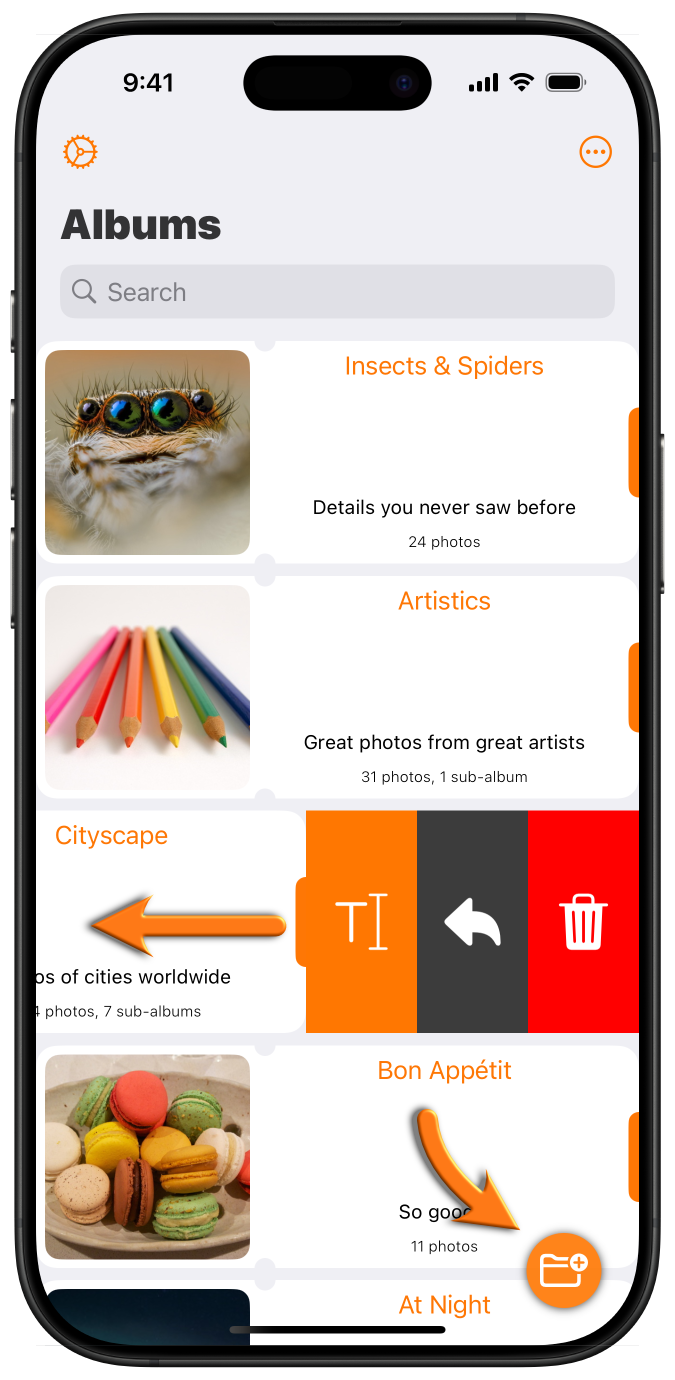 9:41
Albums
Search
Insects & Spiders
Details you never saw before
24 photos
Artistics
Great photos from great artists
31 photos, 1 sub-album
Cityscape
of cities worldwide
photos, 7 sub-albums
Bon Appétit
So good
11 photos
At Night